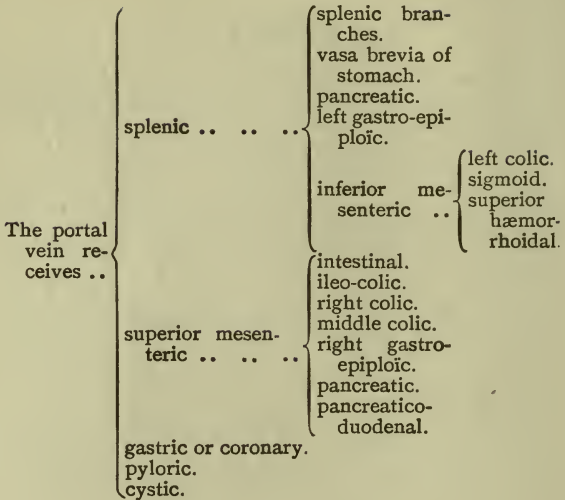 The portal
vein re-
ceives ..
splenic .. .. ..
splenic bran-
ches.
vasa brevia of
stomach.
pancreatic.
left gastro-epi-
ploïc.
inferior me-
senteric ..
left colic.
sigmoid.
superior
hæmor-
rhoidal.
superior mesen-
teric .. .. ..
intestinal.
ileo-colic.
right colic.
middle colic.
right gastro-
epiploïc.
pancreatic.
pancreatico-
duodenal.
gastric or coronary.
pyloric.
cystic.